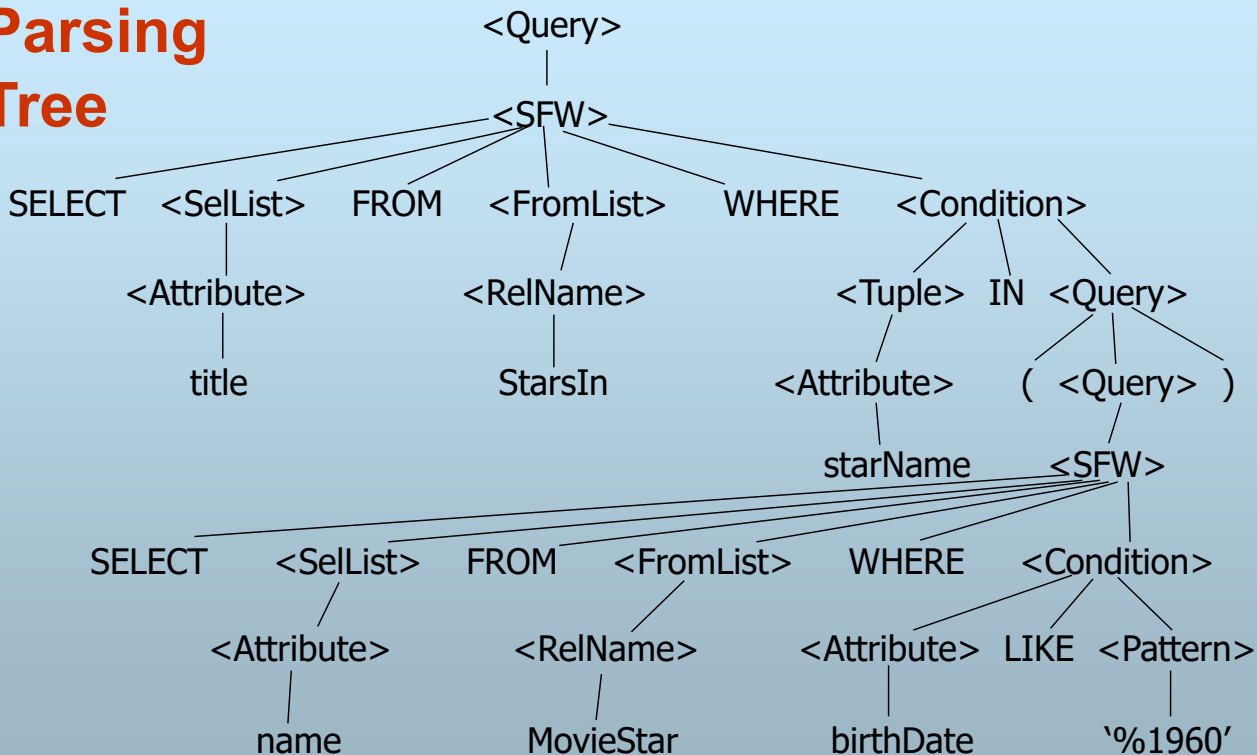 Parsing
Tree
<Query>
<SFW>
SELECT <SelList> FROM <FromList> WHERE <Condition>
<Attribute> <RelName> <Tuple> IN <Query>
title StarsIn <Attribute> ( <Query> )
starName <SFW>
SELECT <SelList> FROM <FromList> WHERE <Condition>
<Attribute> <RelName> <Attribute> LIKE <Pattern>
name MovieStar birthDate ‘%1960’